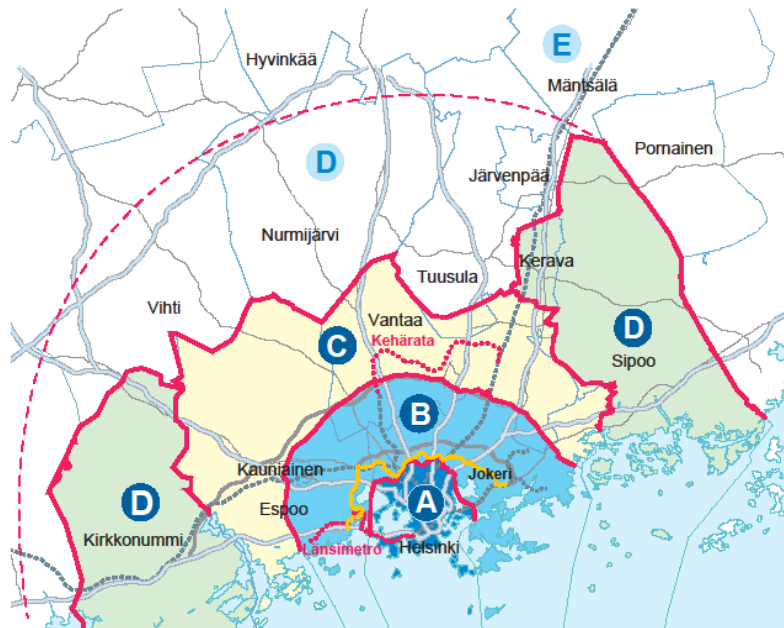 E
Hyvinkää
Mäntsälä
Pornainen
D
Järvenpää
Nurmijärvi
Tuusula
Kerava
Vihti
Vantaa
C
Kehärata
D
Sipoo
B
Kauniainen
Jokeri
A
D
Espoo
Kirkkonummi
Länsimetro
Helsinki